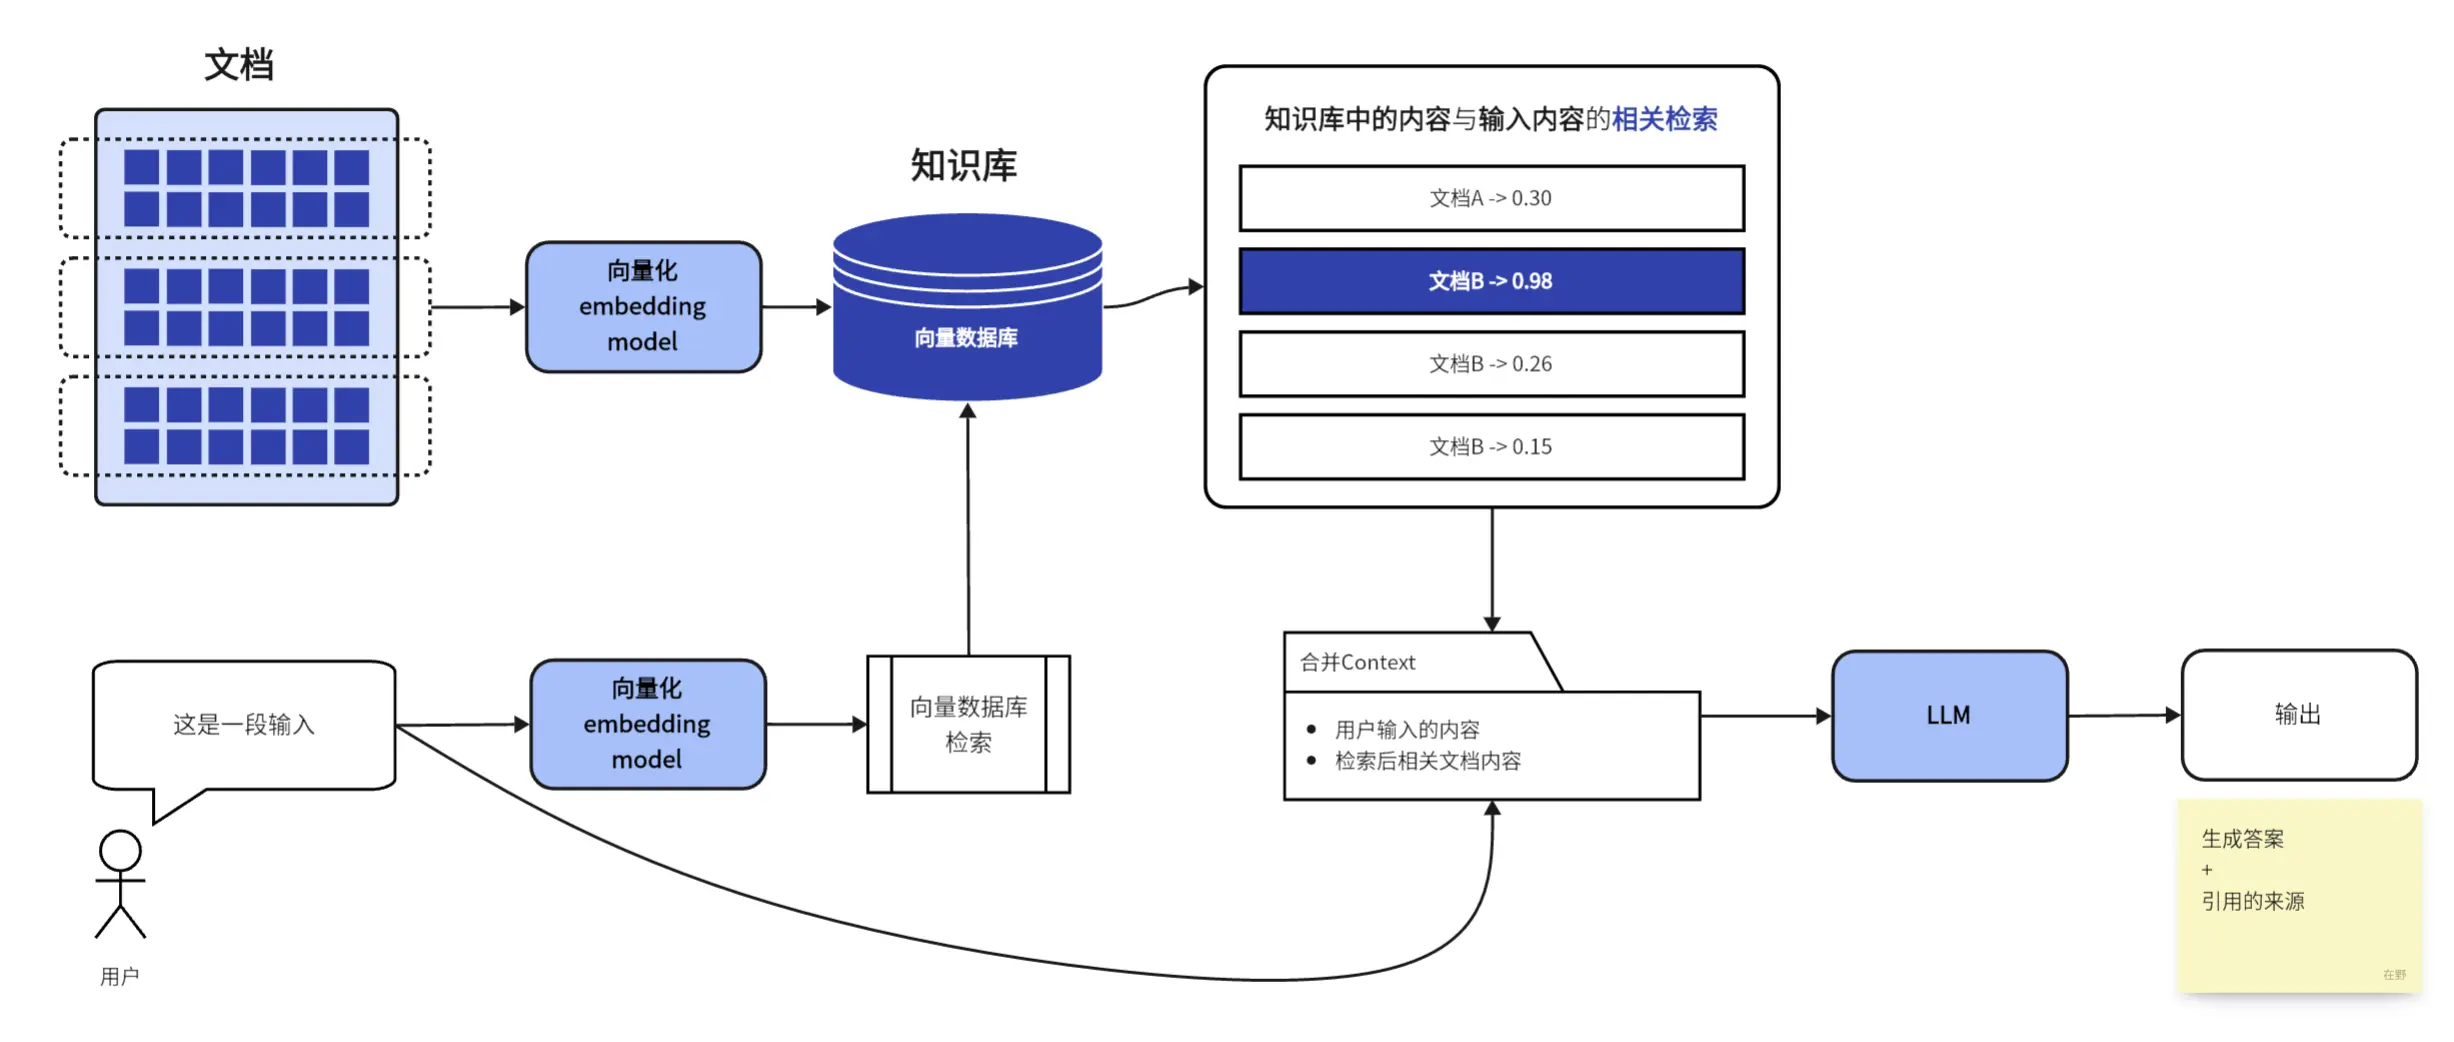 文档
向量化
embedding
model
知识库
向量数据库
知识库中的内容与输入内容的相关检索
文档A -> 0.30
文档B -> 0.98
文档B -> 0.26
文档B -> 0.15
这是一段输入
用户
向量化
embedding
model
向量数据库
检索
合并Context
• 用户输入的内容
• 检索后相关文档内容
LLM
输出
生成答案
+
引用的来源
在野